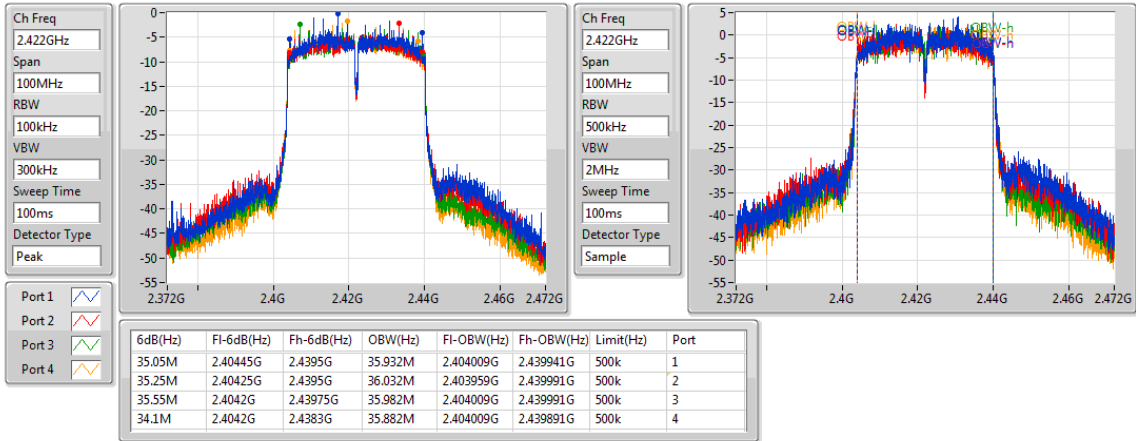 Ch Freq
2.422GHz
Span
100MHz
RBW
100kHz
VBW
300kHz
Sweep Time
100ms
Detector Type
Peak
Port 1
Port 2
Port 3
Port 4
0
-5
-10
-15
-20
-25
-30
-35
-40
-45
-50
-55
2.372G 2.4G 2.42G 2.44G 2.472G
Ch Freq
2.422GHz
Span
100MHz
RBW
500kHz
VBW
2MHz
Sweep Time
100ms
Detector Type
Sample
5
0
-5
-10
-15
-20
-25
-30
-35
-40
-45
-50
-55
OBW-h
OBW-h
2.372G 2.4G 2.42G 2.44G 2.46G 2.472G
6dB(Hz) Fl-6dB(Hz) Fh-6dB(Hz) OBW(Hz) Fl-OBW(Hz) Fh-OBW(Hz) Limit(Hz) Port
35.05M 2.40445G 2.4395G 35.932M 2.404009G 2.439941G 500k 1
35.25M 2.40425G 2.4395G 36.032M 2.403959G 2.439991G 500k 2
35.55M 2.4042G 2.43975G 35.982M 2.404009G 2.439991G 500k 3
34.1M 2.4042G 2.4383G 35.882M 2.404009G 2.439891G 500k 4